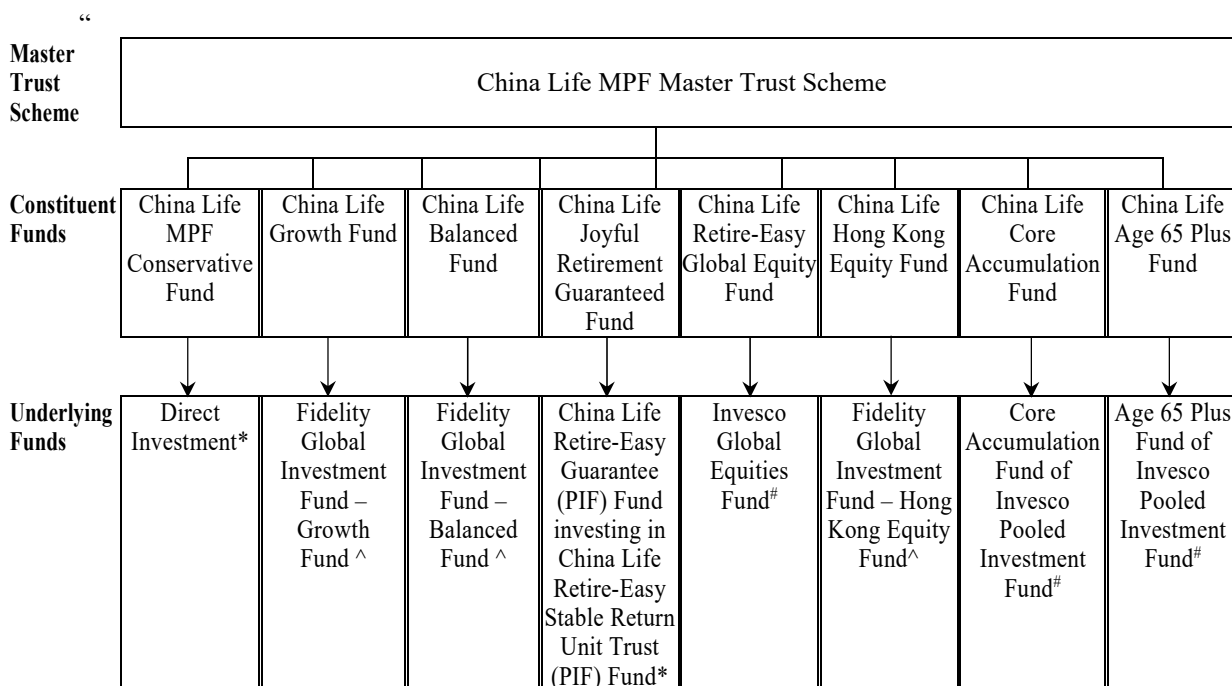 “
Master
Trust
Scheme
China Life MPF Master Trust Scheme
Constituent
Funds
China Life
MPF
Conservative
Fund
China Life
Growth Fund
China Life
Balanced
Fund
China Life
Joyful
Retirement
Guaranteed
Fund
China Life
Retire-Easy
Global Equity
Fund
China Life
Hong Kong
Equity Fund
China Life
Core
Accumulation
Fund
China Life
Age 65 Plus
Fund
Underlying
Funds
Direct
Investment*
Fidelity
Global
Investment
Fund –
Growth
Fund ^
Fidelity
Global
Investment
Fund –
Balanced
Fund ^
China Life
Retire-Easy
Guarantee
(PIF) Fund
investing in
China Life
Retire-Easy
Stable Return
Unit Trust
(PIF) Fund*
Invesco
Global
Equities
Fund#
Fidelity
Global
Investment
Fund – Hong
Kong Equity
Fund^
Core
Accumulation
Fund of
Invesco
Pooled
Investment
Fund#
Age 65 Plus
Fund of
Invesco
Pooled
Investment
Fund#